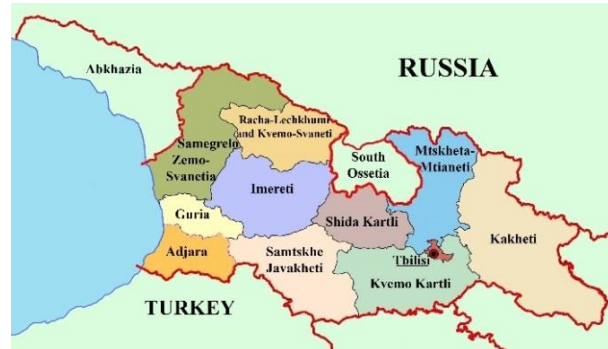 Abkhazia
RUSSIA
Racha-Lechkhumi
and Kvemo-Svaneti
Samegrelo
Zemo-
Svanetia
South
Ossetia
Mtskheta-
Mtianeti
Imereti
Guria
Shida Kartli
Kakheti
Adjara
Samtskhe
Javakheti
Tbilisi
Kvemo Kartli
TURKEY